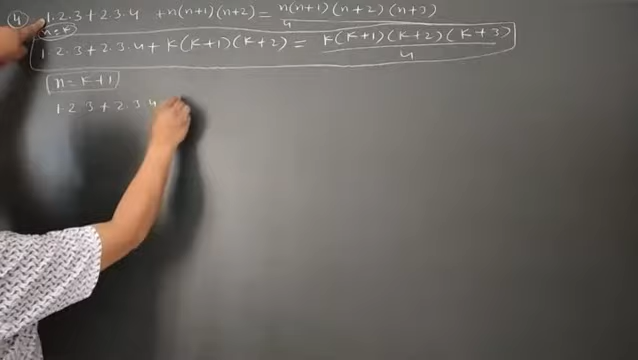 ④ 1.2.3 + 2.3.4 + n(n+1)(n+2) = n(n+1)(n+2)(n+3) / 4
n=k
1.2.3 + 2.3.4 + k(k+1)(k+2) = k(k+1)(k+2)(k+3) / 4
n = k+1
1.2.3 + 2.3.4